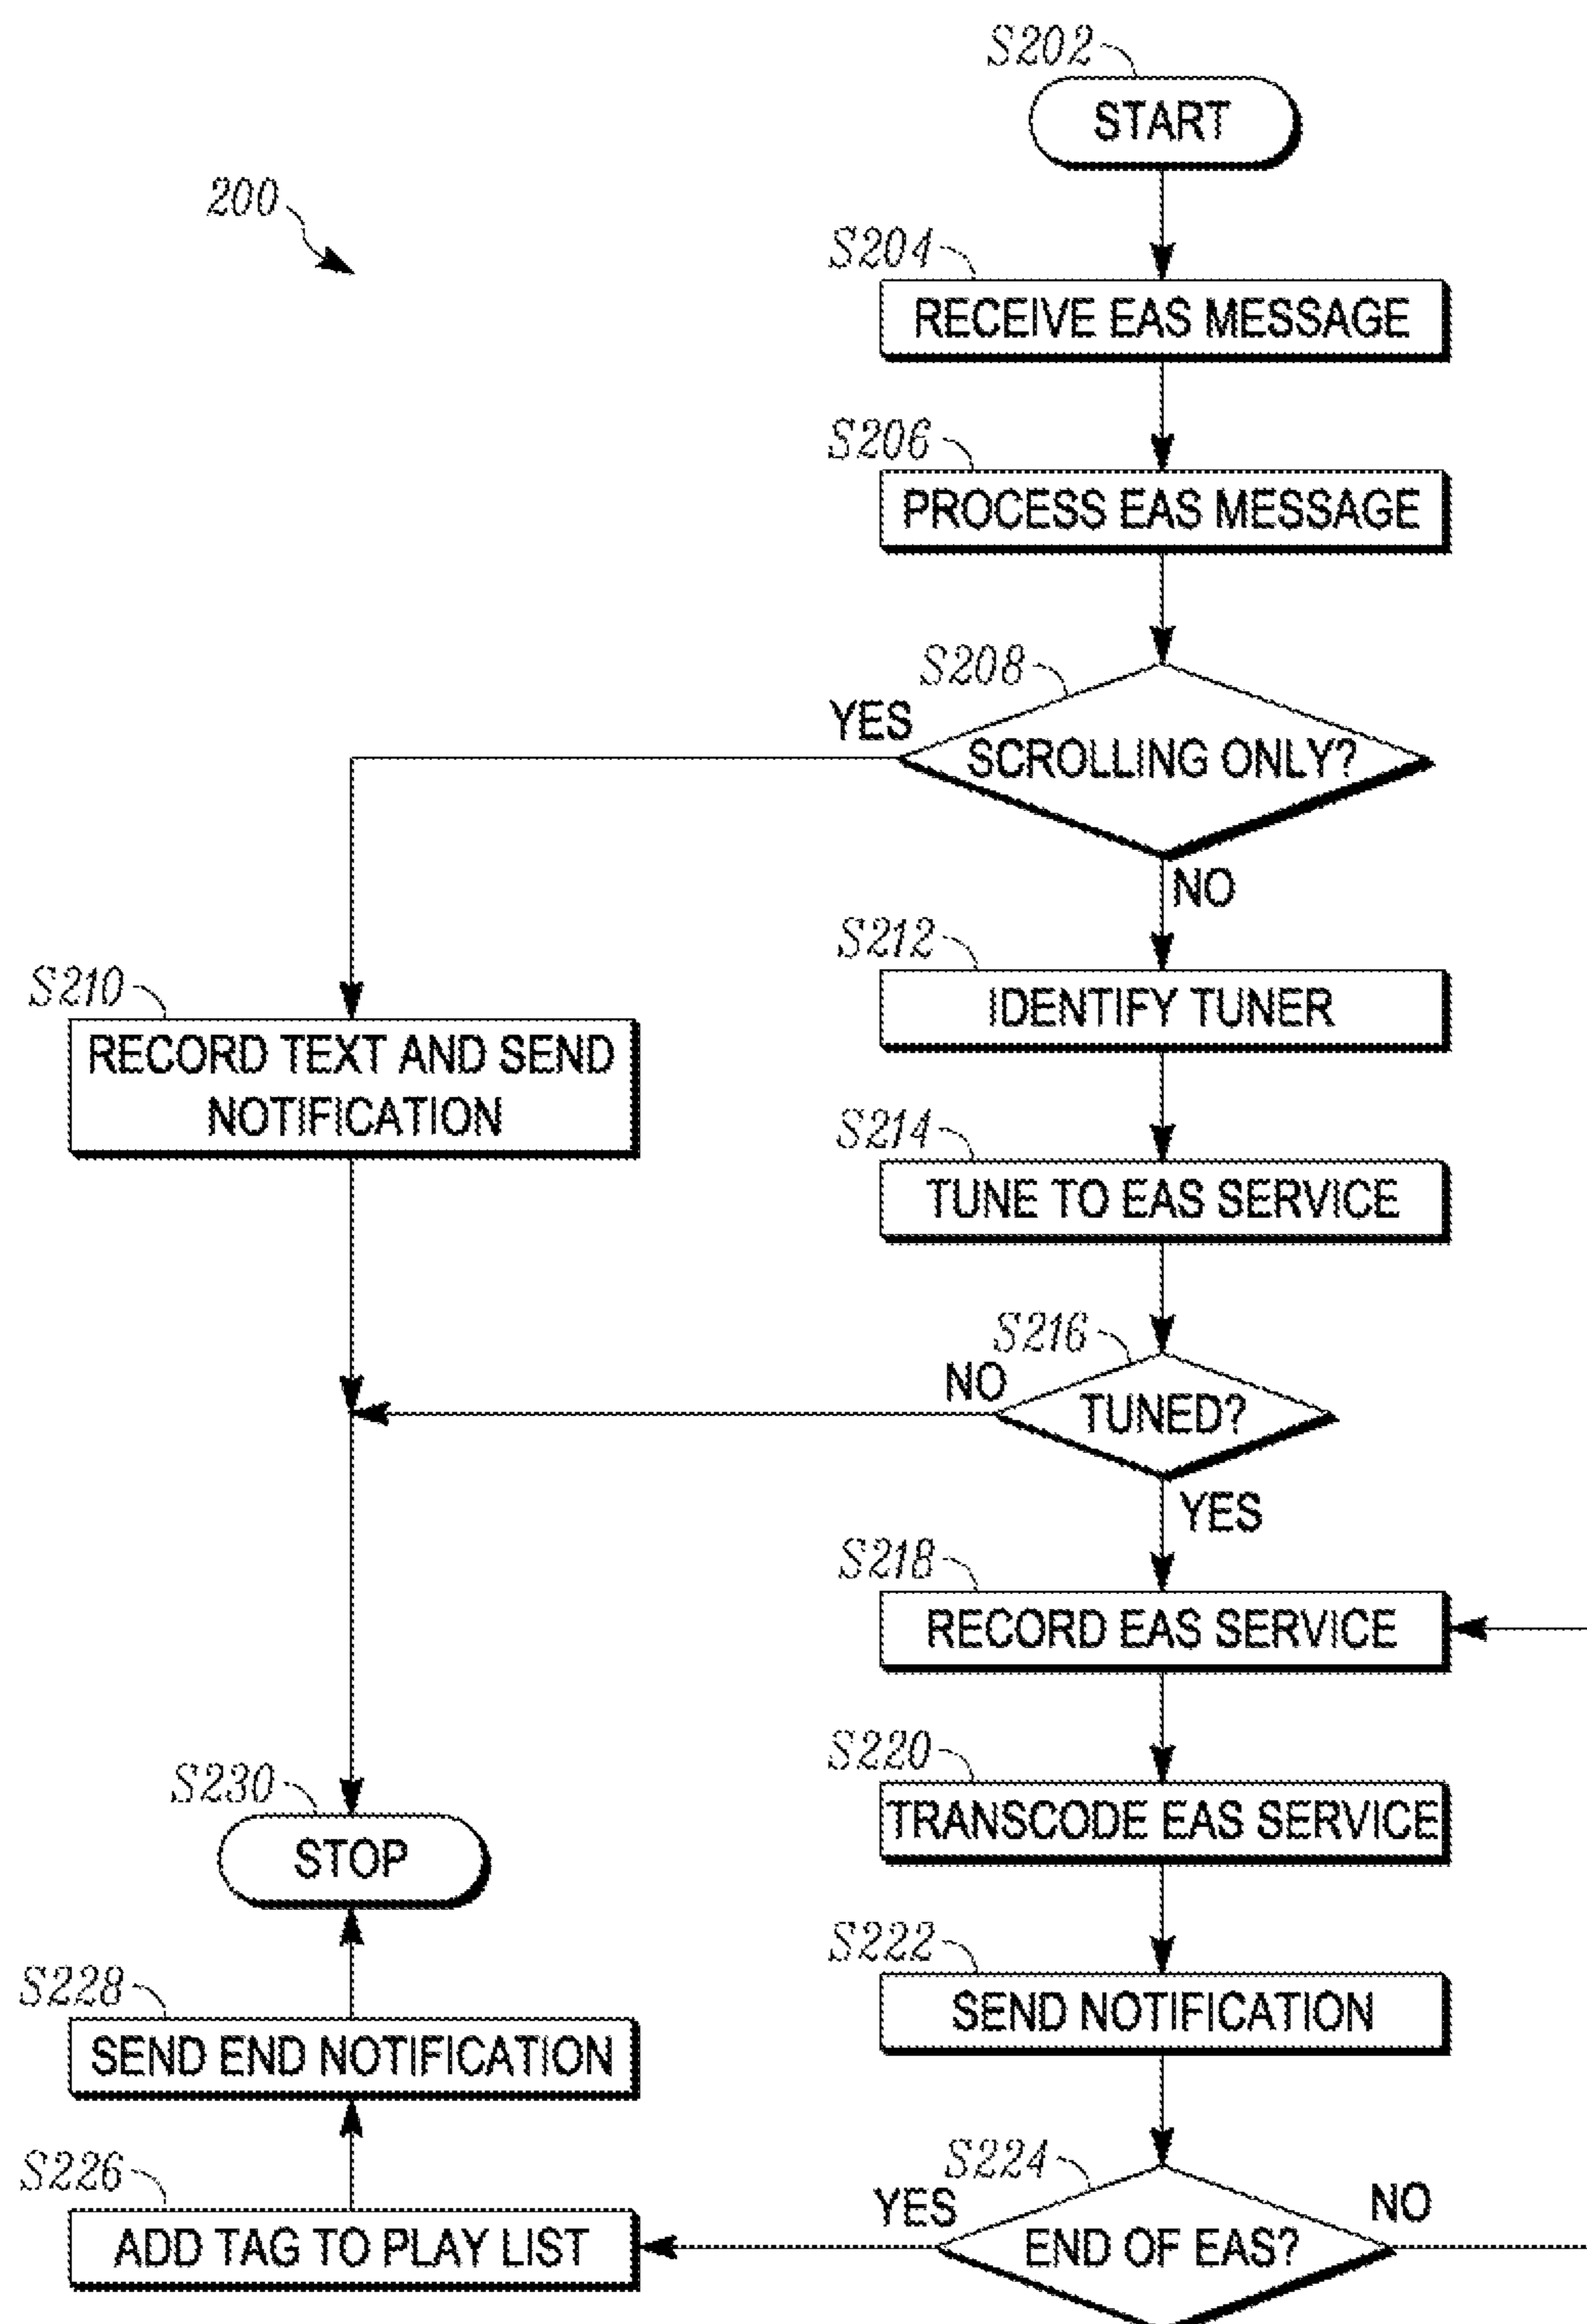 S202
START
200
S204
RECEIVE EAS MESSAGE
S206
PROCESS EAS MESSAGE
S208
YES
SCROLLING ONLY?
NO
S212
IDENTIFY TUNER
S210
RECORD TEXT AND SEND
NOTIFICATION
S214
TUNE TO EAS SERVICE
S216
NO
TUNED?
YES
S218
RECORD EAS SERVICE
S220
TRANSCODE EAS SERVICE
S230
STOP
S222
SEND NOTIFICATION
S228
SEND END NOTIFICATION
S224
S226
YES
NO
ADD TAG TO PLAY LIST
END OF EAS?